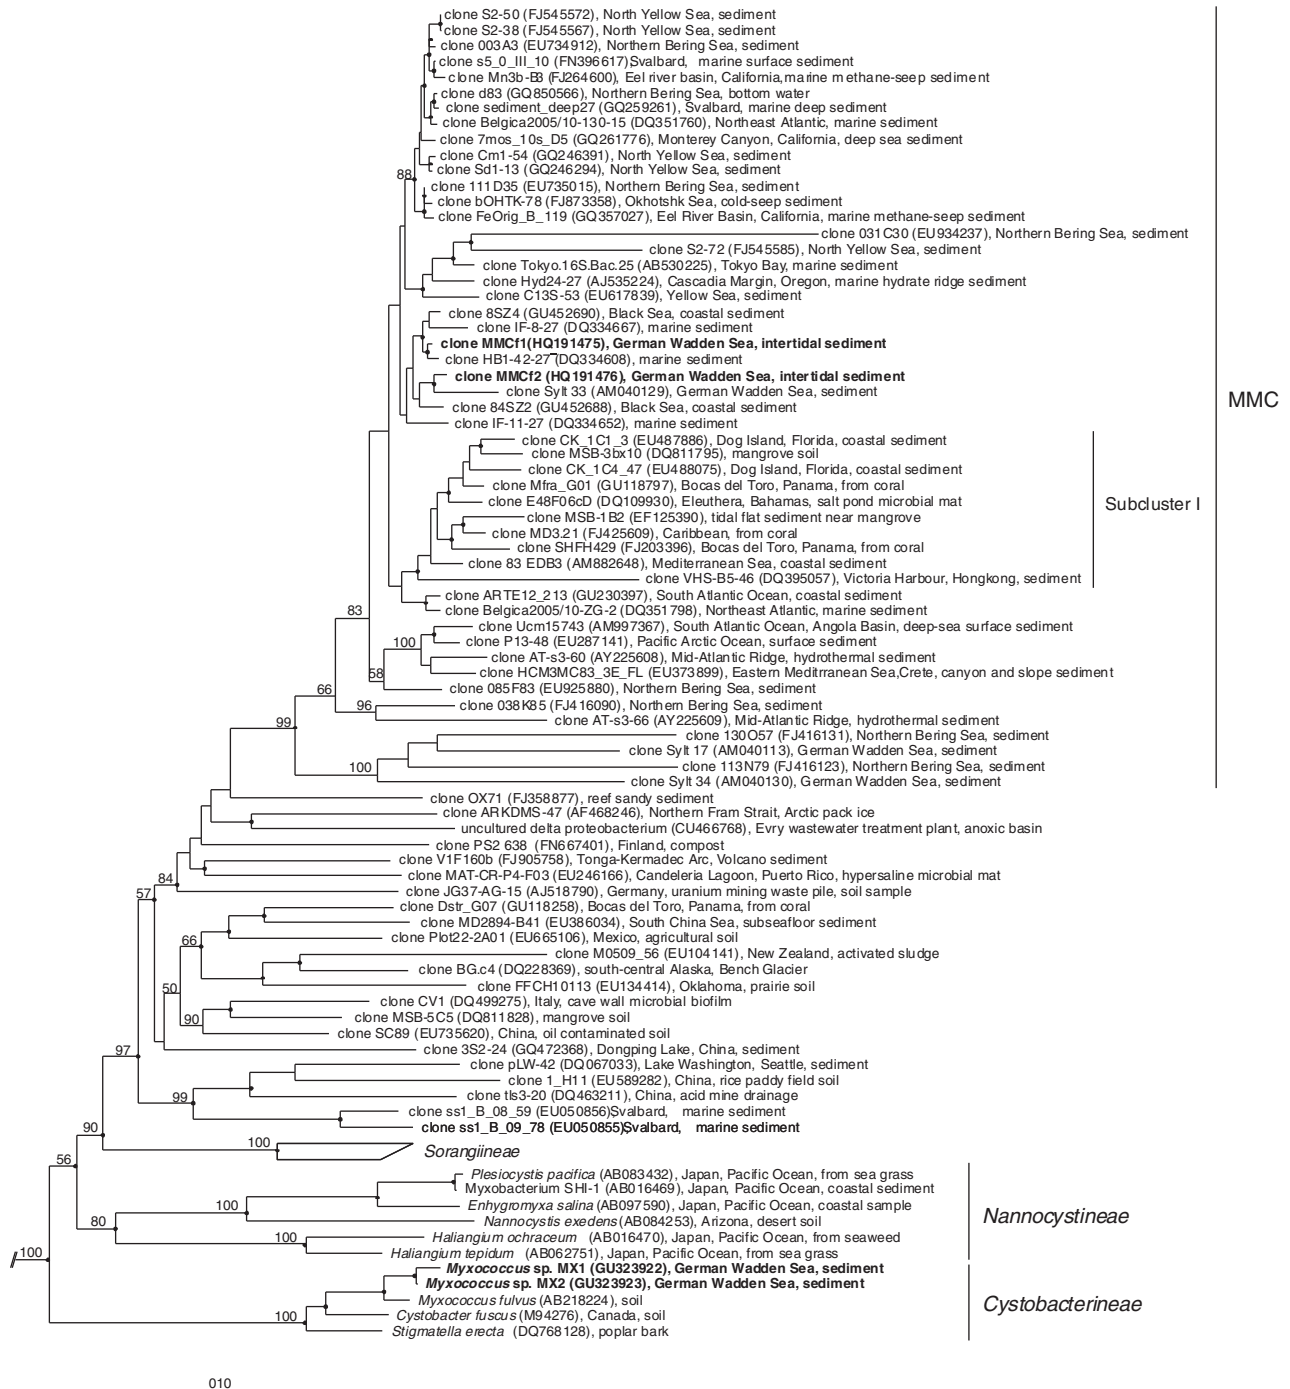 clone S2-50 (FJ545572), North Yellow Sea, sediment
clone S2-38 (FJ545567), North Yellow Sea, sediment
clone 003A3 (EU734912), Northern Bering Sea, sediment
clone s5_0_III_10 (FN396617)Svalbard, marine surface sediment
clone Mn3b-B3 (FJ264600), Eel river basin, California,marine methane-seep sediment
clone d83 (GQ850566), Northern Bering Sea, bottom water
clone sediment_deep27 (GQ259261), Svalbard, marine deep sediment
clone Belgica2005/10-130-15 (DQ351760), Northeast Atlantic, marine sediment
clone 7mos_10s_D5 (GQ261776), Monterey Canyon, California, deep sea sediment
clone Cm1-54 (GQ246391), North Yellow Sea, sediment
clone Sd1-13 (GQ246294), North Yellow Sea, sediment
88
clone 111D35 (EU735015), Northern Bering Sea, sediment
clone bOHTK-78 (FJ873358), Okhotshk Sea, cold-seep sediment
clone FeOrig_B_119 (GQ357027), Eel River Basin, California, marine methane-seep sediment
clone 031C30 (EU934237), Northern Bering Sea, sediment
clone S2-72 (FJ545585), North Yellow Sea, sediment
clone Tokyo.16S.Bac.25 (AB530225), Tokyo Bay, marine sediment
clone Hyd24-27 (AJ535224), Cascadia Margin, Oregon, marine hydrate ridge sediment
clone C13S-53 (EU617839), Yellow Sea, sediment
clone 8SZ4 (GU452690), Black Sea, coastal sediment
clone IF-8-27 (DQ334667), marine sediment
clone MMCf1(HQ191475), German Wadden Sea, intertidal sediment
clone HB1-42-27 (DQ334608), marine sediment
clone MMCf2 (HQ191476), German Wadden Sea, intertidal sediment
clone Sylt 33 (AM040129), German Wadden Sea, sediment
MMC
clone 84SZ2 (GU452688), Black Sea, coastal sediment
clone IF-11-27 (DQ334652), marine sediment
clone CK_1C1_3 (EU487886), Dog Island, Florida, coastal sediment
clone MSB-3bx10 (DQ811795), mangrove soil
clone CK_1C4_47 (EU488075), Dog Island, Florida, coastal sediment
clone Mfra_G01 (GU118797), Bocas del Toro, Panama, from coral
clone E48F06cD (DQ109930), Eleuthera, Bahamas, salt pond microbial mat
Subcluster I
clone MSB-1B2 (EF125390), tidal flat sediment near mangrove
clone MD3.21 (FJ425609), Caribbean, from coral
clone SHFH429 (FJ203396), Bocas del Toro, Panama, from coral
clone 83 EDB3 (AM882648), Mediterranean Sea, coastal sediment
clone VHS-B5-46 (DQ395057), Victoria Harbour, Hongkong, sediment
clone ARTE12_213 (GU230397), South Atlantic Ocean, coastal sediment
83
clone Belgica2005/10-ZG-2 (DQ351798), Northeast Atlantic, marine sediment
clone Ucm15743 (AM997367), South Atlantic Ocean, Angola Basin, deep-sea surface sediment
100
clone P13-48 (EU287141), Pacific Arctic Ocean, surface sediment
clone AT-s3-60 (AY225608), Mid-Atlantic Ridge, hydrothermal sediment
58
clone HCM3MC83_3E_FL (EU373899), Eastern Meditrranean Sea,Crete, canyon and slope sediment
66
clone 085F83 (EU925880), Northern Bering Sea, sediment
96
clone 038K85 (FJ416090), Northern Bering Sea, sediment
99
clone AT-s3-66 (AY225609), Mid-Atlantic Ridge, hydrothermal sediment
clone 130O57 (FJ416131), Northern Bering Sea, sediment
clone Sylt 17 (AM040113), German Wadden Sea, sediment
100
clone 113N79 (FJ416123), Northern Bering Sea, sediment
clone Sylt 34 (AM040130), German Wadden Sea, sediment
clone OX71 (FJ358877), reef sandy sediment
clone ARKDMS-47 (AF468246), Northern Fram Strait, Arctic pack ice
uncultured delta proteobacterium (CU466768), Evry wastewater treatment plant, anoxic basin
clone PS2 638 (FN667401), Finland, compost
clone V1F160b (FJ905758), Tonga-Kermadec Arc, Volcano sediment
84
clone MAT-CR-P4-F03 (EU246166), Candeleria Lagoon, Puerto Rico, hypersaline microbial mat
57
clone JG37-AG-15 (AJ518790), Germany, uranium mining waste pile, soil sample
clone Dstr_G07 (GU118258), Bocas del Toro, Panama, from coral
clone MD2894-B41 (EU386034), South China Sea, subseafloor sediment
66
clone Plot22-2A01 (EU665106), Mexico, agricultural soil
clone M0509_56 (EU104141), New Zealand, activated sludge
clone BG.c4 (DQ228369), south-central Alaska, Bench Glacier
50
clone FFCH10113 (EU134414), Oklahoma, prairie soil
clone CV1 (DQ499275), Italy, cave wall microbial biofilm
90
clone MSB-5C5 (DQ811828), mangrove soil
clone SC89 (EU735620), China, oil contaminated soil
97
clone 3S2-24 (GQ472368), Dongping Lake, China, sediment
clone pLW-42 (DQ067033), Lake Washington, Seattle, sediment
clone 1_H11 (EU589282), China, rice paddy field soil
99
clone tls3-20 (DQ463211), China, acid mine drainage
clone ss1_B_08_59 (EU050856)Svalbard, marine sediment
90
clone ss1_B_09_78 (EU050855)Svalbard, marine sediment
100
Sorangiineae
56
Plesiocystis pacifica (AB083432), Japan, Pacific Ocean, from sea grass
Myxobacterium SHI-1 (AB016469), Japan, Pacific Ocean, coastal sediment
100
Enhygromyxa salina (AB097590), Japan, Pacific Ocean, coastal sample
Nannocystineae
80
Nannocystis exedens (AB084253), Arizona, desert soil
100
Haliangium ochraceum (AB016470), Japan, Pacific Ocean, from seaweed
100
Haliangium tepidum (AB062751), Japan, Pacific Ocean, from sea grass
Myxococcus sp. MX1 (GU323922), German Wadden Sea, sediment
Myxococcus sp. MX2 (GU323923), German Wadden Sea, sediment
Myxococcus fulvus (AB218224), soil
Cystobacterineae
100
Cystobacter fuscus (M94276), Canada, soil
Stigmatella erecta (DQ768128), poplar bark
010